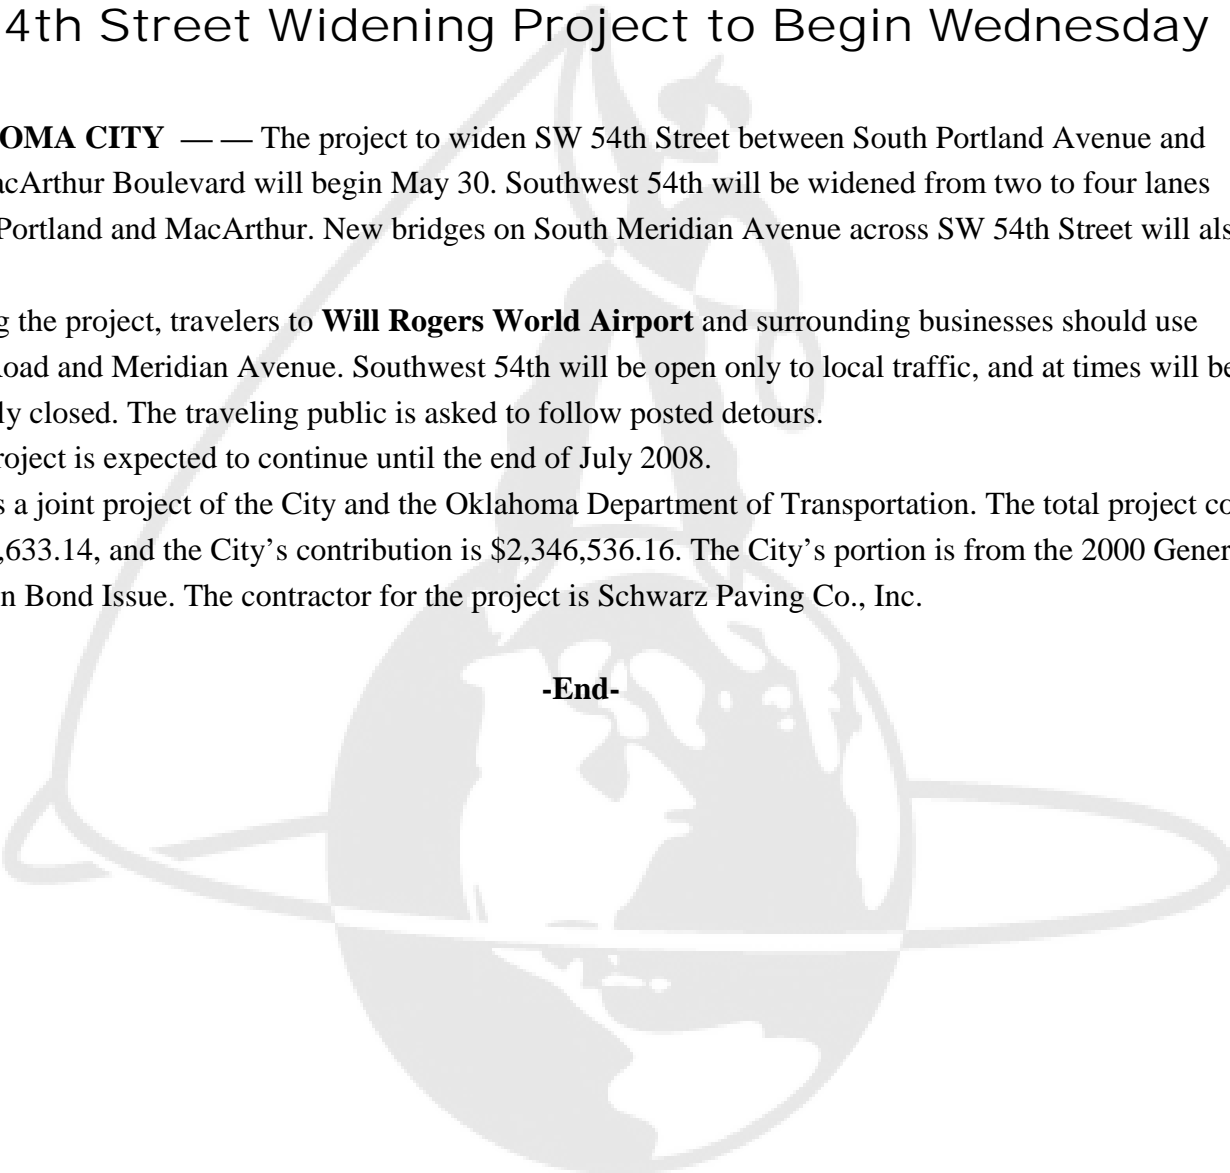 4th Street Widening Project to Begin Wednesday
OMA CITY — — The project to widen SW 54th Street between South Portland Avenue and
acArthur Boulevard will begin May 30. Southwest 54th will be widened from two to four lanes
Portland and MacArthur. New bridges on South Meridian Avenue across SW 54th Street will als
g the project, travelers to Will Rogers World Airport and surrounding businesses should use
oad and Meridian Avenue. Southwest 54th will be open only to local traffic, and at times will be
ly closed. The traveling public is asked to follow posted detours.
roject is expected to continue until the end of July 2008.
s a joint project of the City and the Oklahoma Department of Transportation. The total project co
,633.14, and the City’s contribution is $2,346,536.16. The City’s portion is from the 2000 Gener
n Bond Issue. The contractor for the project is Schwarz Paving Co., Inc.
-End-